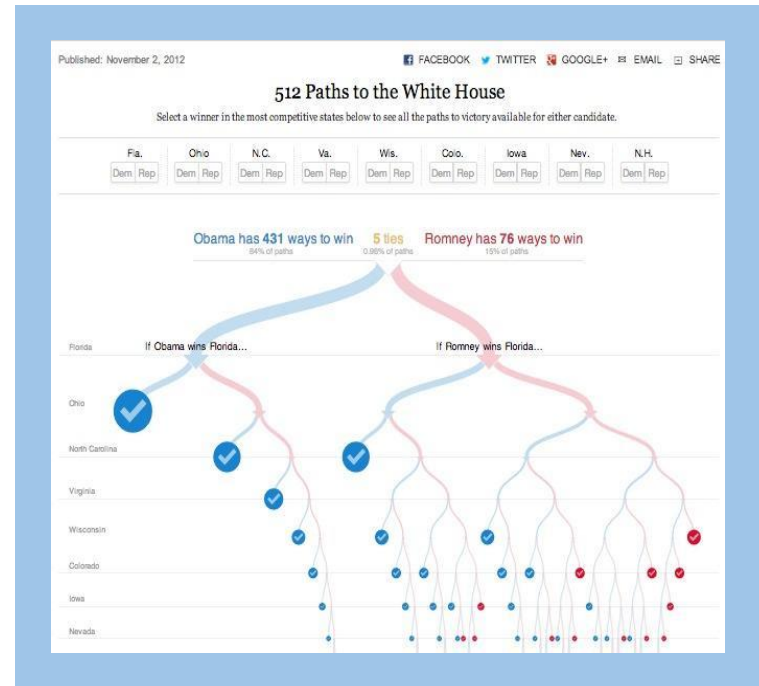 Published: November 2, 2012 FACEBOOK TWITTER GOOGLE+ EMAIL SHARE
512 Paths to the White House
Select a winner in the most competitive states below to see all the paths to victory available for either candidate.
Fla. Ohio N.C. Va. Wis. Colo. Iowa Nev. N.H.
Dem Rep Dem Rep Dem Rep Dem Rep Dem Rep Dem Rep Dem Rep Dem Rep Dem Rep
Obama has 431 ways to win 5 ties Romney has 76 ways to win
84% of paths 0.98% of paths 15% of paths
Florida If Obama wins Florida... If Romney wins Florida...
Ohio
North Carolina
Virginia
Wisconsin
Colorado
Iowa
Nevada